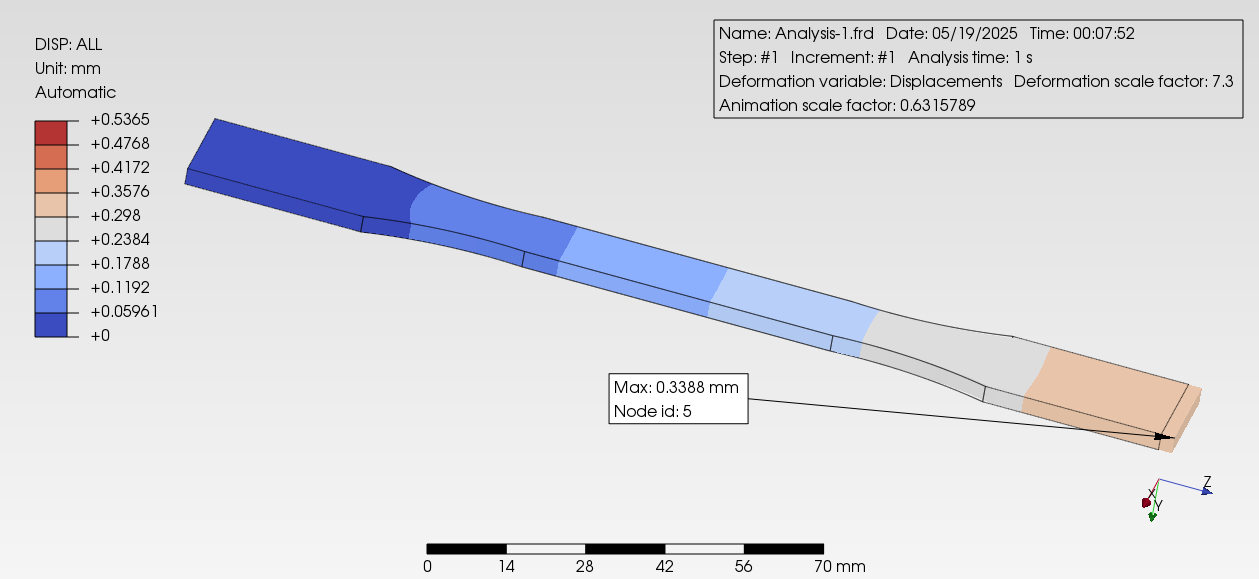 DISP: ALL
Unit: mm
Automatic
+0.5365
+0.4768
+0.4172
+0.3576
+0.298
+0.2384
+0.1788
+0.1192
+0.05961
+0
Name: Analysis-1.frd   Date: 05/19/2025   Time: 00:07:52
Step: #1   Increment: #1   Analysis time: 1 s
Deformation variable: Displacements   Deformation scale factor: 7.3
Animation scale factor: 0.6315789
Max: 0.3388 mm
Node id: 5
Z
X
Y
0 14 28 42 56 70 mm